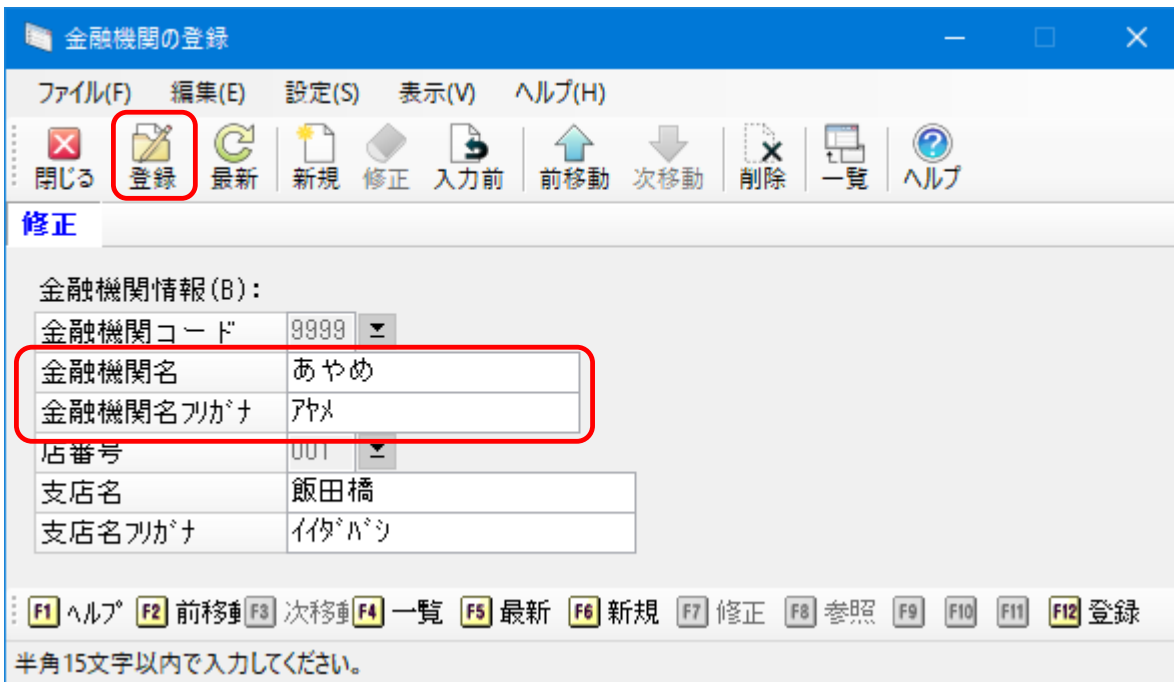 金融機関の登録
ファイル(F) 編集(E) 設定(S) 表示(V) ヘルプ(H)
閉じる 登録 最新 新規 修正 入力前 前移動 次移動 削除 一覧 ヘルプ
修正
金融機関情報(B):
金融機関コード 9999
金融機関名 あやめ
金融機関名ﾌﾘｶﾞﾅ ｱﾔﾒ
店番号 001
支店名 飯田橋
支店名ﾌﾘｶﾞﾅ ｲｲﾀﾞﾊﾞｼ
F1 ﾍﾙﾌﾟ F2 前移動 F3 次移動 F4 一覧 F5 最新 F6 新規 F7 修正 F8 参照 F9 F10 F11 F12 登録
半角15文字以内で入力してください。